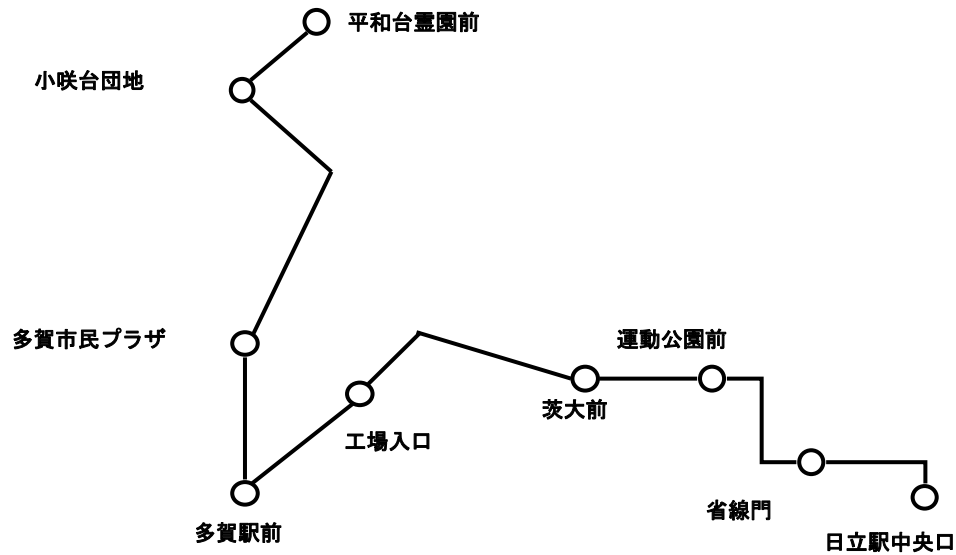 平和台霊園前
小咲台団地
多賀市民プラザ
運動公園前
茨大前
工場入口
省線門
多賀駅前
日立駅中央口